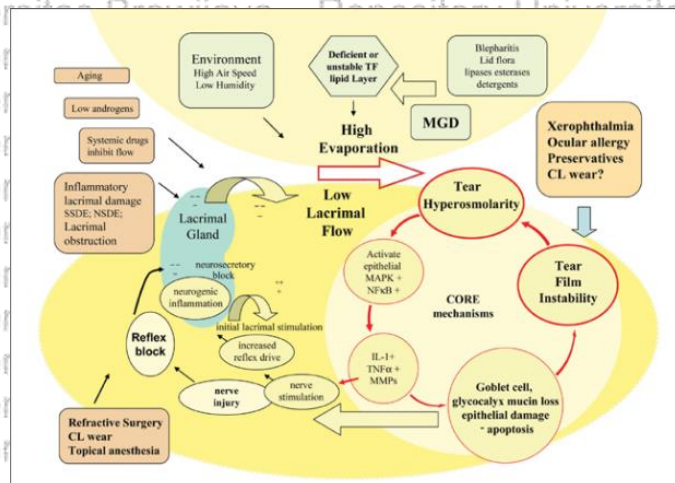 Repository Universita
Environment
High Air Speed
Low Humidity
Deficient or
unstable TF
lipid Layer
Blepharitis
Lid flora
lipases esterases
detergents
MGD
Aging
Low androgens
Systemic drugs
inhibit flow
Inflammatory
lacrimal damage
SSDE; NSDE;
Lacrimal
obstruction
High
Evaporation
Xerophthalmia
Ocular allergy
Preservatives
CL wear?
Low
Lacrimal
Flow
Tear
Hyperosmolarity
Lacrimal
Gland
Activate
epithelial
MAPK +
NFκB +
CORE
mechanisms
Tear
Film
Instability
neurosecretory
block
neurogenic
inflammation
initial lacrimal stimulation
Reflex
block
increased
reflex drive
IL-1+
TNFα +
MMPs
nerve
injury
nerve
stimulation
Goblet cell,
glycocalyx mucin loss
epithelial damage
- apoptosis
Refractive Surgery
CL wear
Topical anesthesia